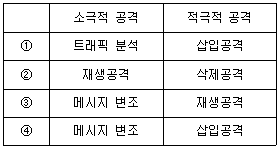 소극적 공격 적극적 공격
① 트래픽 분석 삽입공격
② 재생공격 삭제공격
③ 메시지 변조 재생공격
④ 메시지 변조 삽입공격